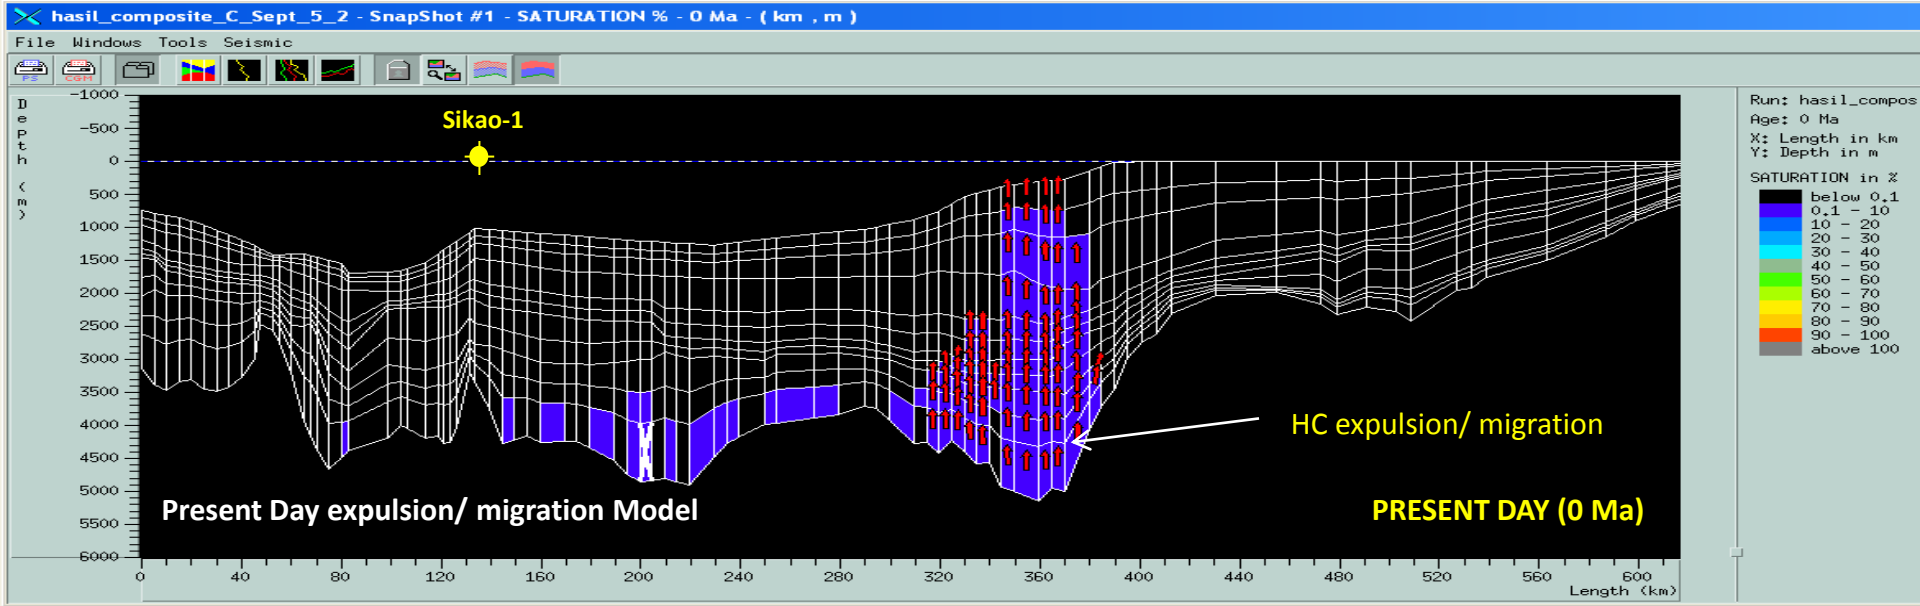 hasil_composite_C_Sept_5_2 - SnapShot #1 - SATURATION % - 0 Ma - ( km , m )
File Windows Tools Seismic
PS CGM
Depth (m)
-1000
-500
0
500
1000
1500
2000
2500
3000
3500
4000
4500
5000
5500
6000
Sikao-1
HC expulsion/ migration
Present Day expulsion/ migration Model
PRESENT DAY (0 Ma)
0 40 80 120 160 200 240 280 320 360 400 440 480 520 560 600
Length (km)
Run: hasil_compos
Age: 0 Ma
X: Length in km
Y: Depth in m
SATURATION in %
below 0.1
0.1 - 10
10 - 20
20 - 30
30 - 40
40 - 50
50 - 60
60 - 70
70 - 80
80 - 90
90 - 100
above 100